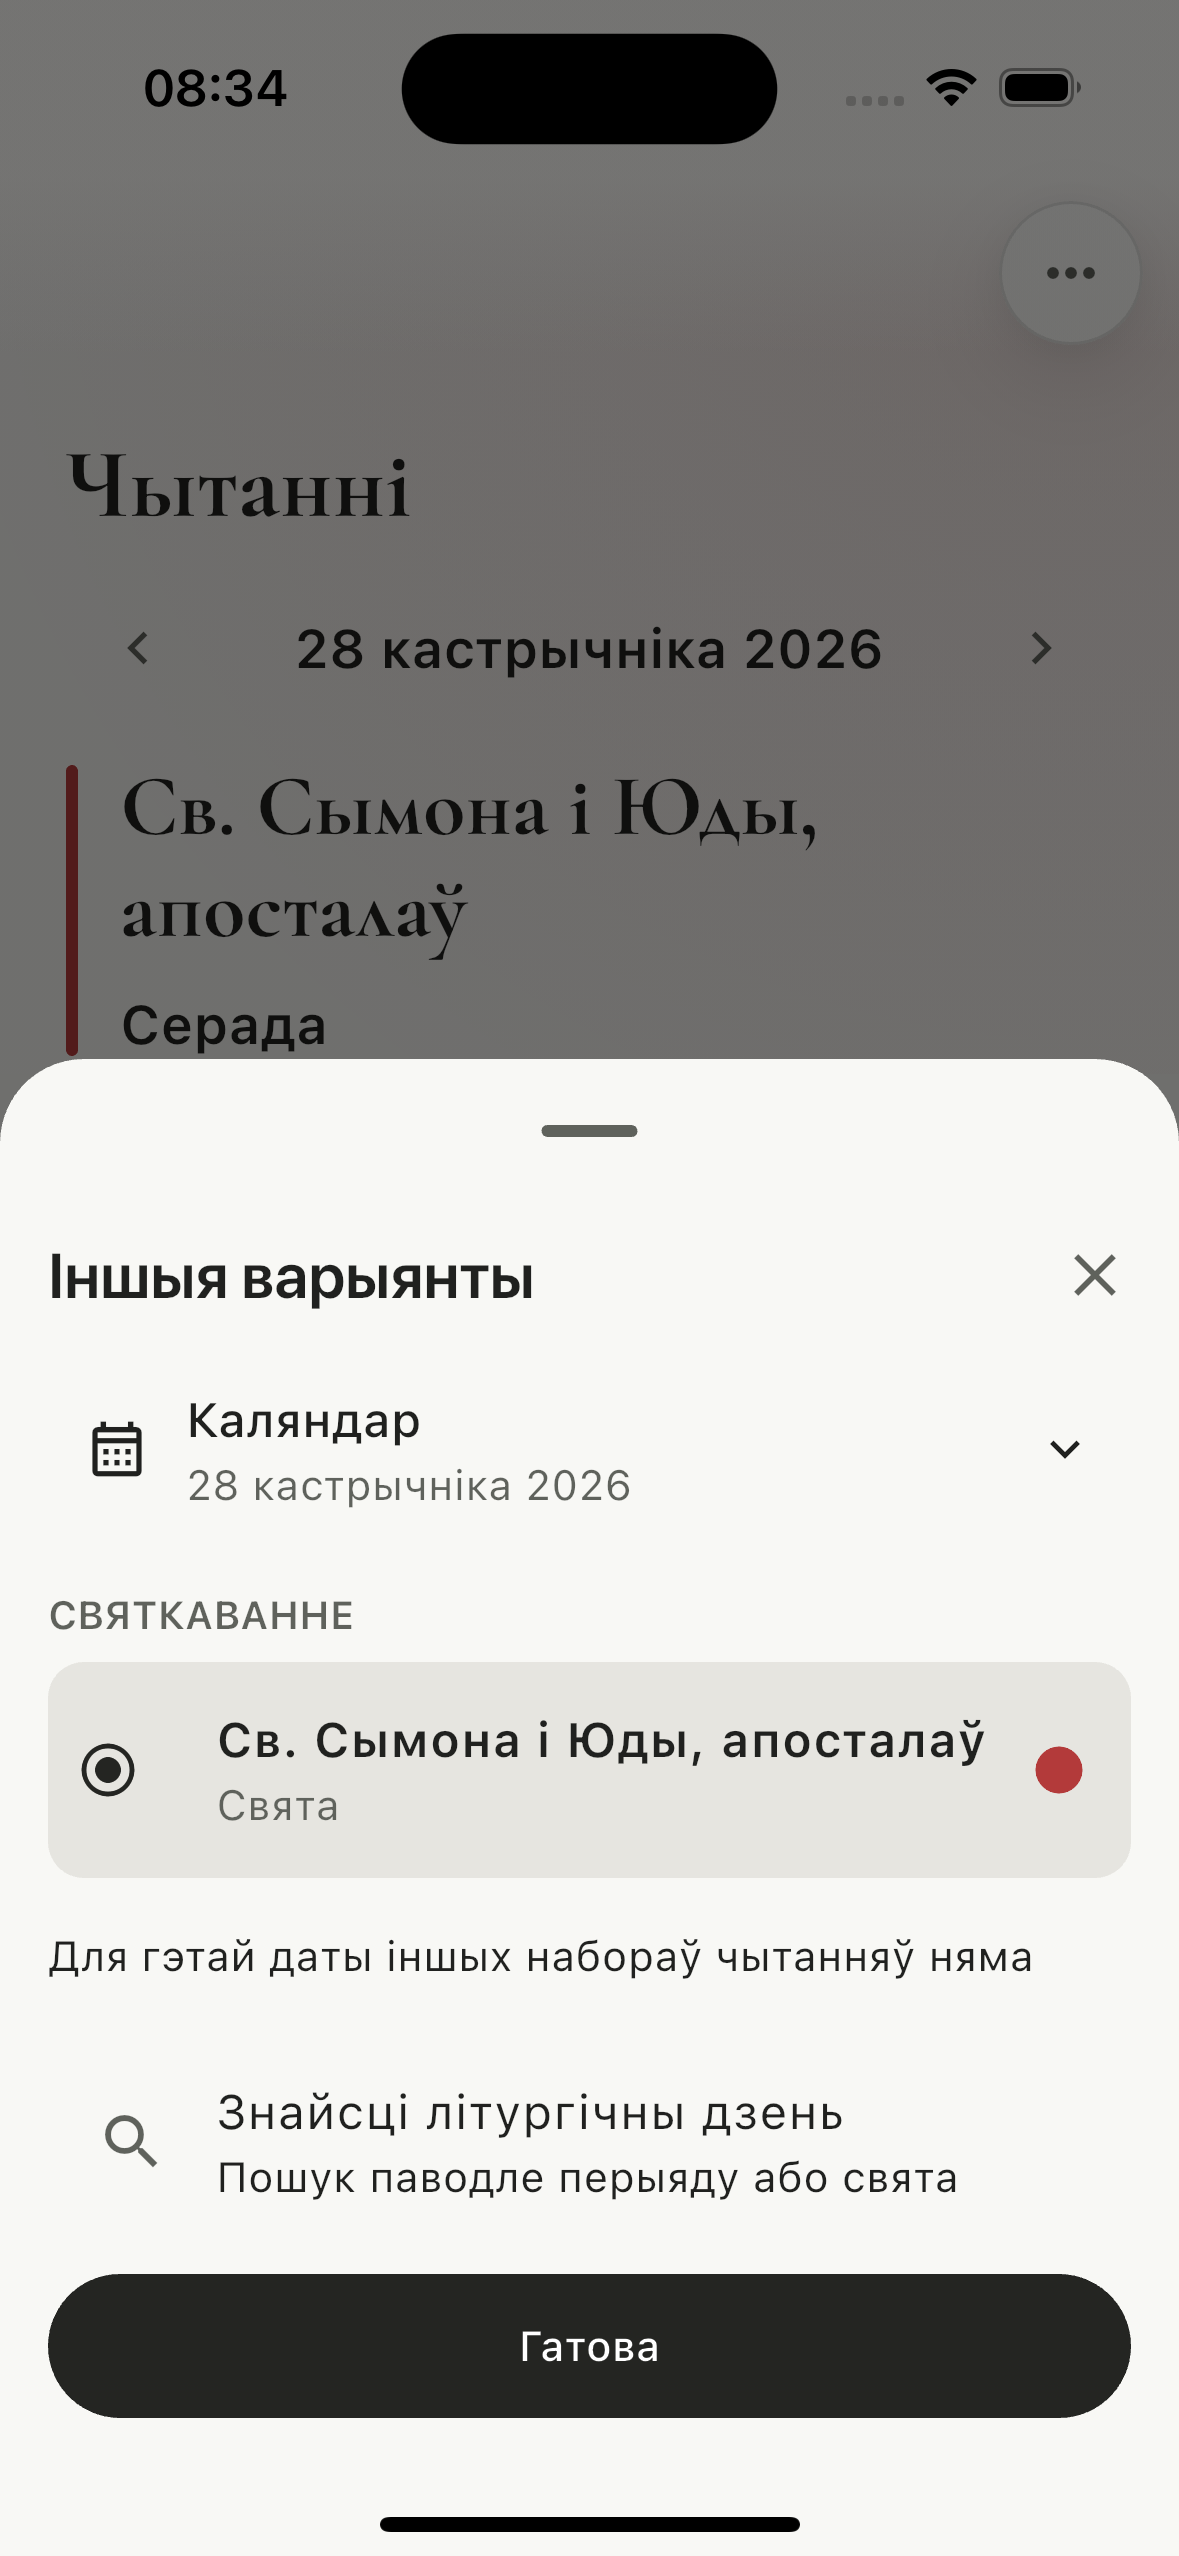 08:34
Чытанні
28 кастрычніка 2026
Св. Сымона і Юды,
апосталаў
Серада
Іншыя варыянты
Каляндар
28 кастрычніка 2026
СВЯТКАВАННЕ
Св. Сымона і Юды, апосталаў
Свята
Для гэтай даты іншых набораў чытанняў няма
Знайсці літургічны дзень
Пошук паводле перыяду або свята
Гатова